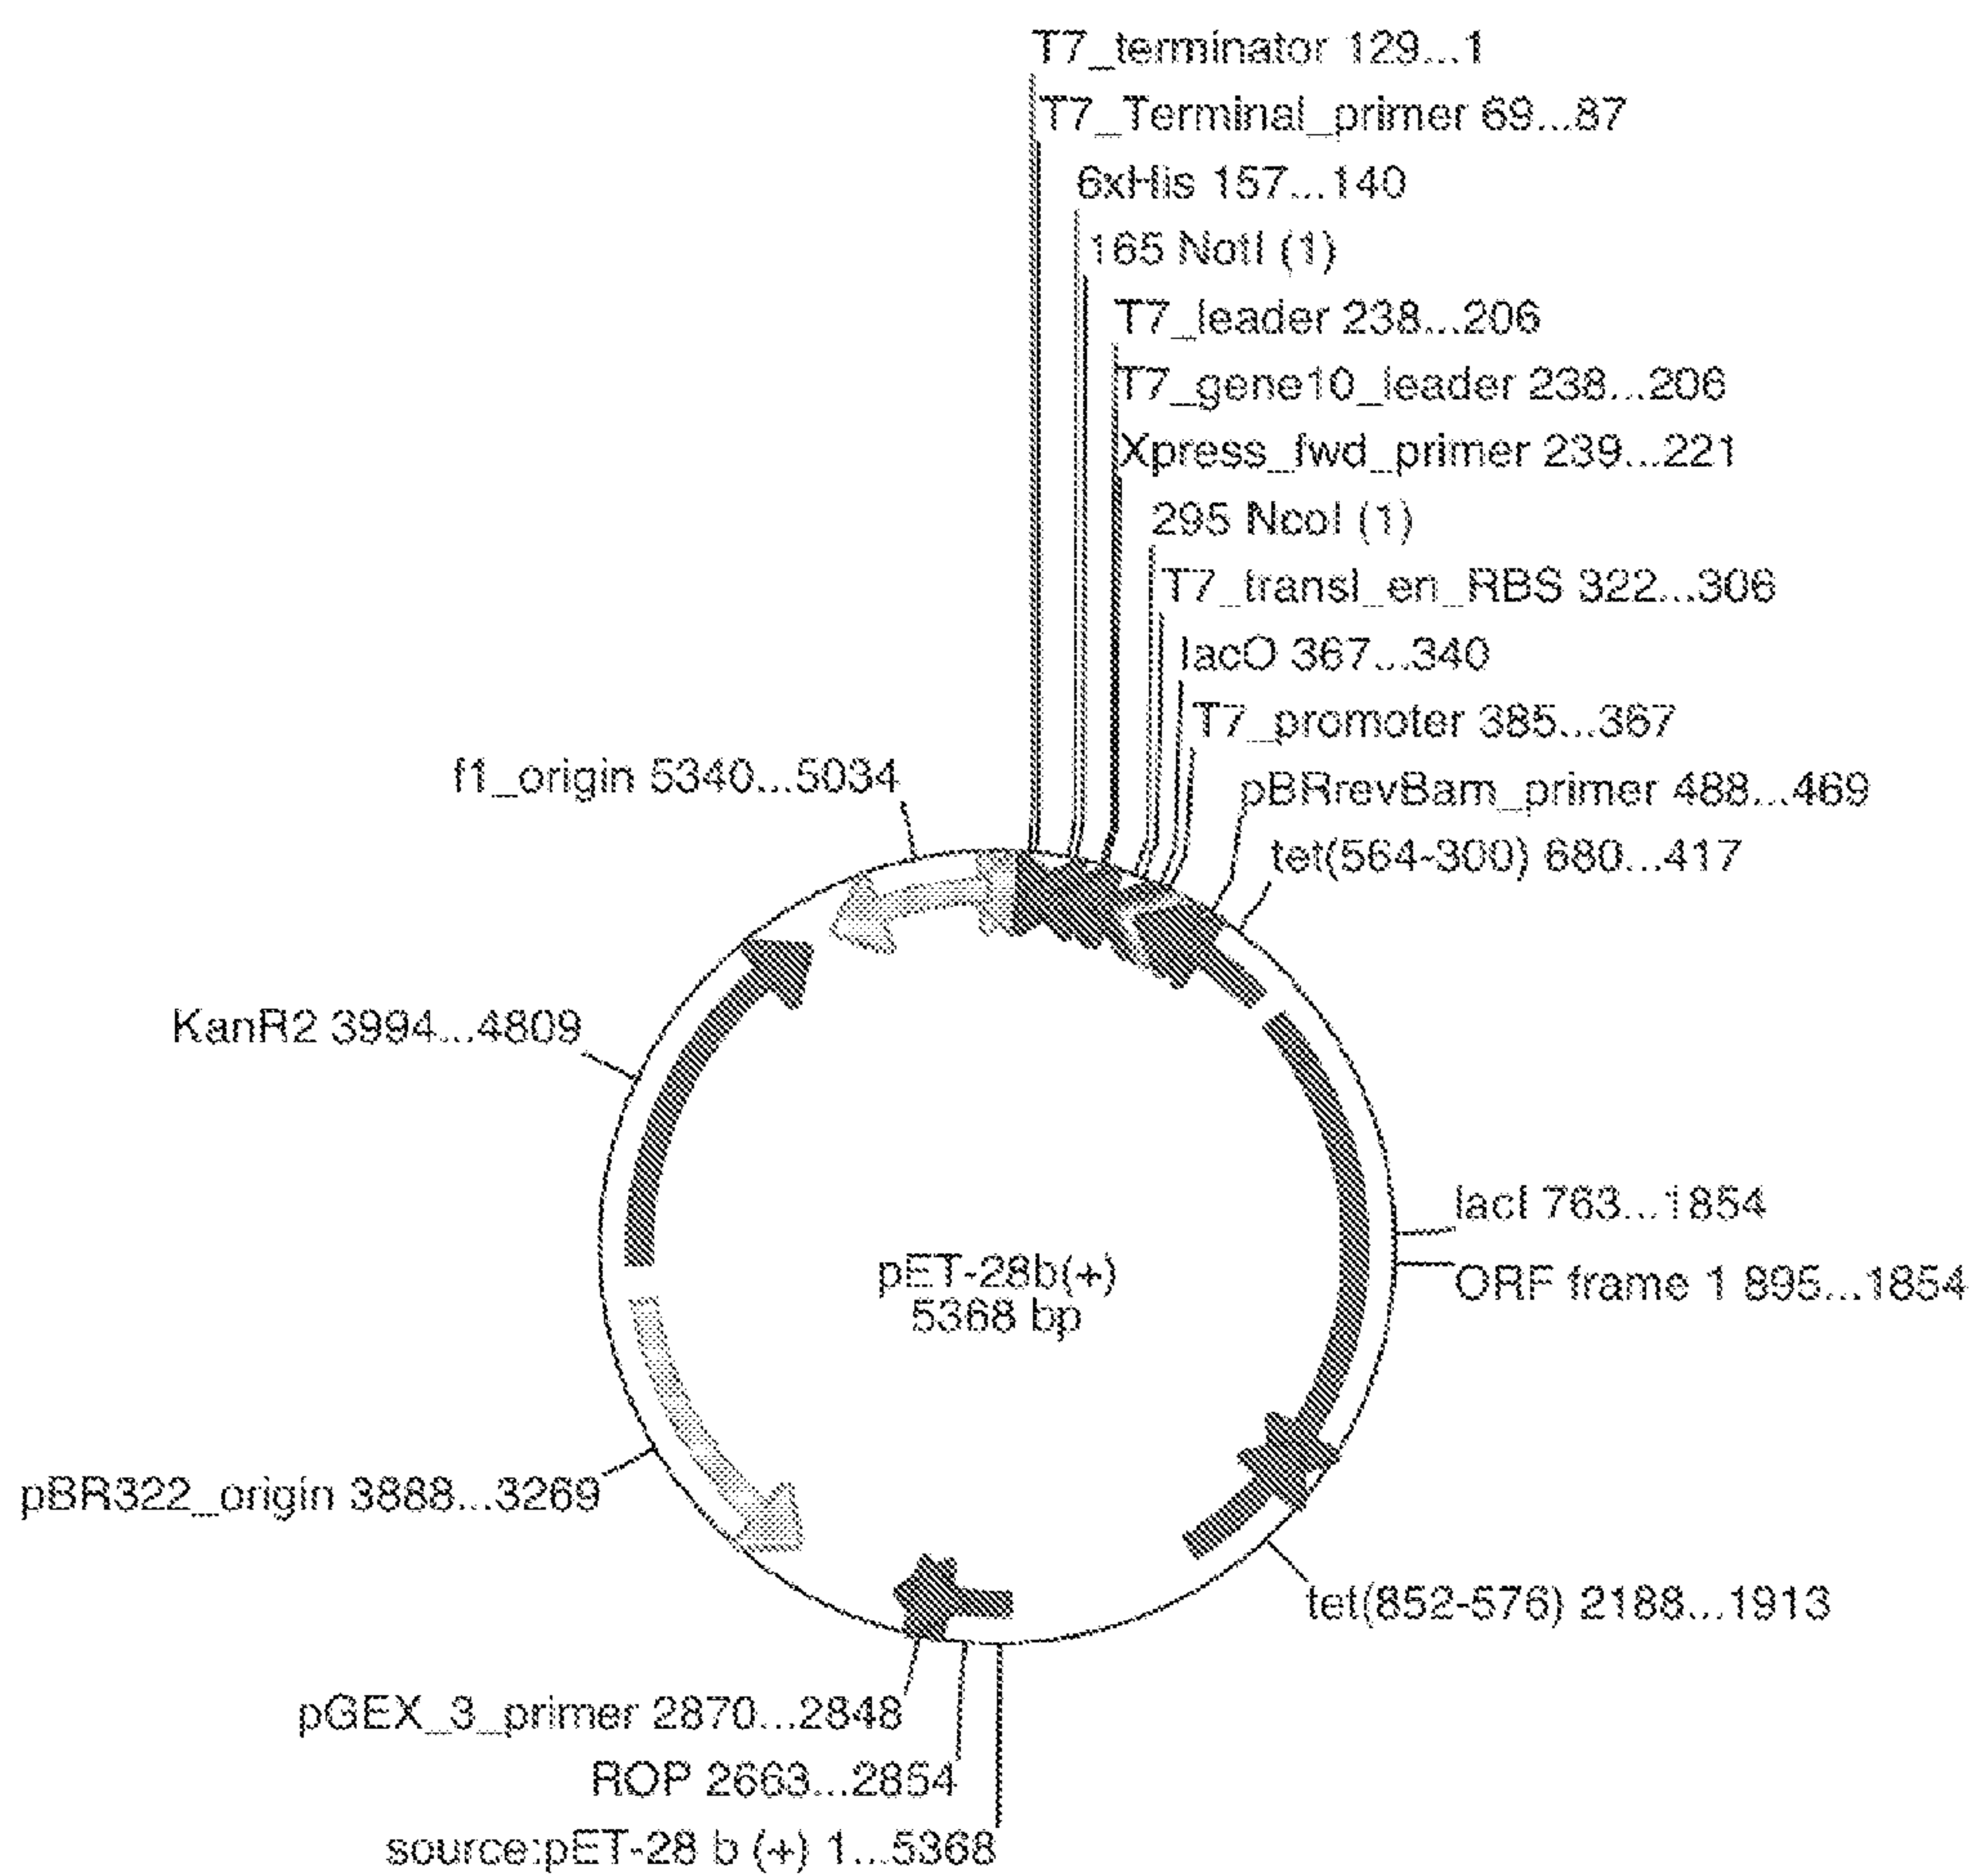 T7_terminator 129...1
T7_Terminal_primer 69...87
6xHis 157...140
165 NotI (1)
T7_leader 238...206
T7_gene10_leader 238...206
Xpress_fwd_primer 239...221
295 NcoI (1)
T7_transl_en_RBS 322...306
lacO 367...340
T7_promoter 385...367
pBRrevBam_primer 488...469
tet(564-300) 680...417
f1_origin 5340...5034
KanR2 3994...4809
lacI 763...1854
ORF frame 1 895...1854
pET-28b(+)
5368 bp
pBR322_origin 3888...3269
tet(852-576) 2188...1913
pGEX_3_primer 2870...2848
ROP 2663...2854
source:pET-28 b (+) 1...5368